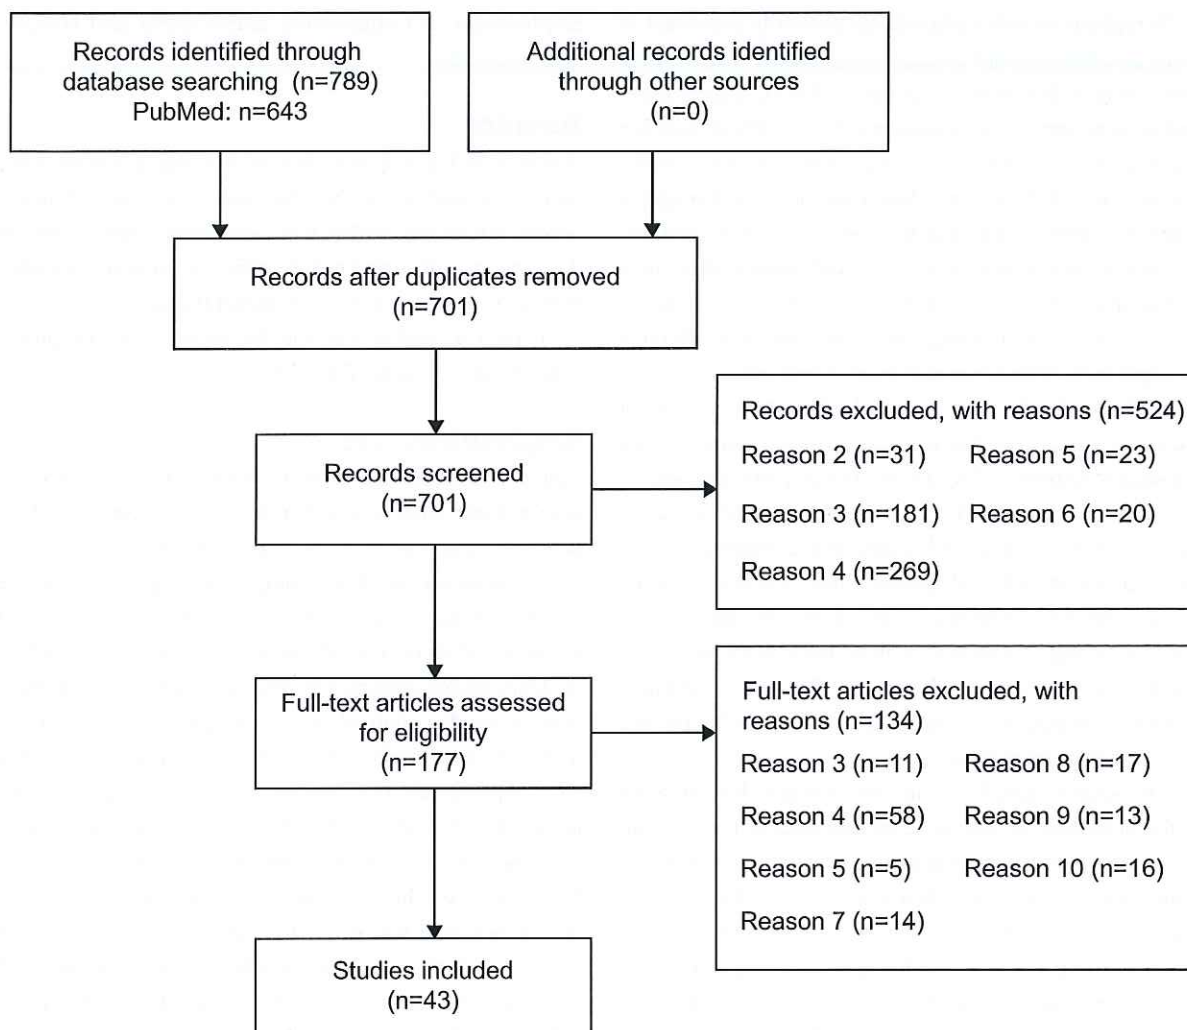 Records identified through
database searching (n=789)
PubMed: n=643
Additional records identified
through other sources
(n=0)
Records after duplicates removed
(n=701)
Records screened
(n=701)
Records excluded, with reasons (n=524)
Reason 2 (n=31) Reason 5 (n=23)
Reason 3 (n=181) Reason 6 (n=20)
Reason 4 (n=269)
Full-text articles assessed
for eligibility
(n=177)
Full-text articles excluded, with
reasons (n=134)
Reason 3 (n=11) Reason 8 (n=17)
Reason 4 (n=58) Reason 9 (n=13)
Reason 5 (n=5) Reason 10 (n=16)
Reason 7 (n=14)
Studies included
(n=43)